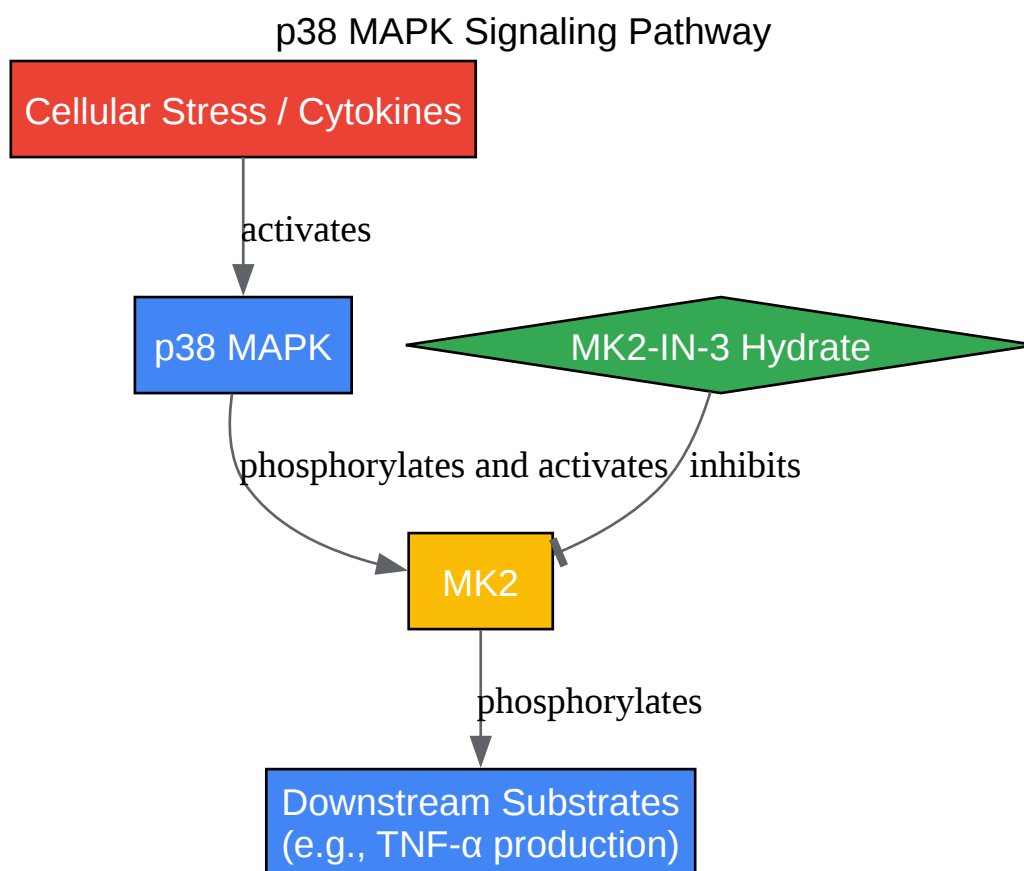 p38 MAPK Signaling Pathway
Cellular Stress / Cytokines
activates
p38 MAPK
MK2-IN-3 Hydrate
phosphorylates and activates
inhibits
MK2
phosphorylates
Downstream Substrates
(e.g., TNF-α production)